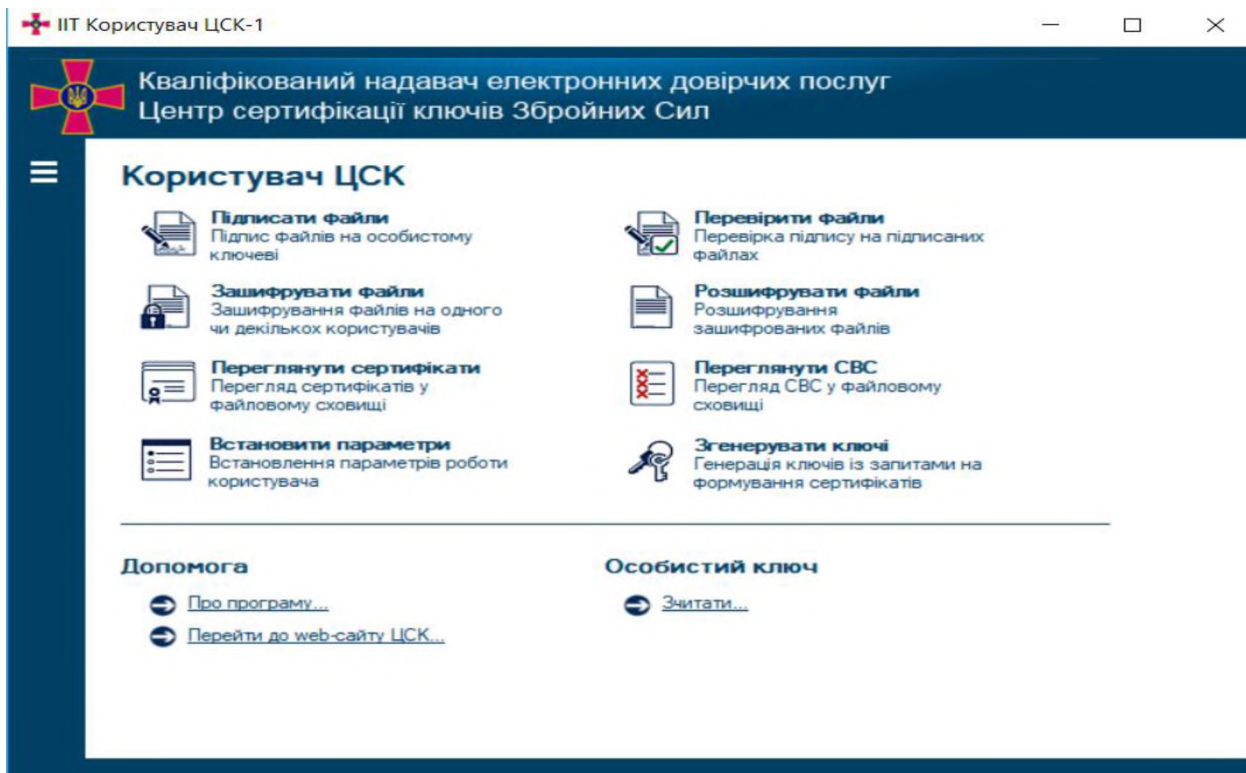 ІІТ Користувач ЦСК-1
Кваліфікований надавач електронних довірчих послуг
Центр сертифікації ключів Збройних Сил
Користувач ЦСК
Підписати файли
Підпис файлів на особистому
ключеві
Перевірити файли
Перевірка підпису на підписаних
файлах
Зашифрувати файли
Зашифрування файлів на одного
чи декількох користувачів
Розшифрувати файли
Розшифрування
зашифрованих файлів
Переглянути сертифікати
Перегляд сертифікатів у
файловому сховищі
Переглянути СВС
Перегляд СВС у файловому
сховищі
Встановити параметри
Встановлення параметрів роботи
користувача
Згенерувати ключі
Генерація ключів із запитами на
формування сертифікатів
Допомога
Про програму...
Перейти до web-сайту ЦСК...
Особистий ключ
Зчитати...